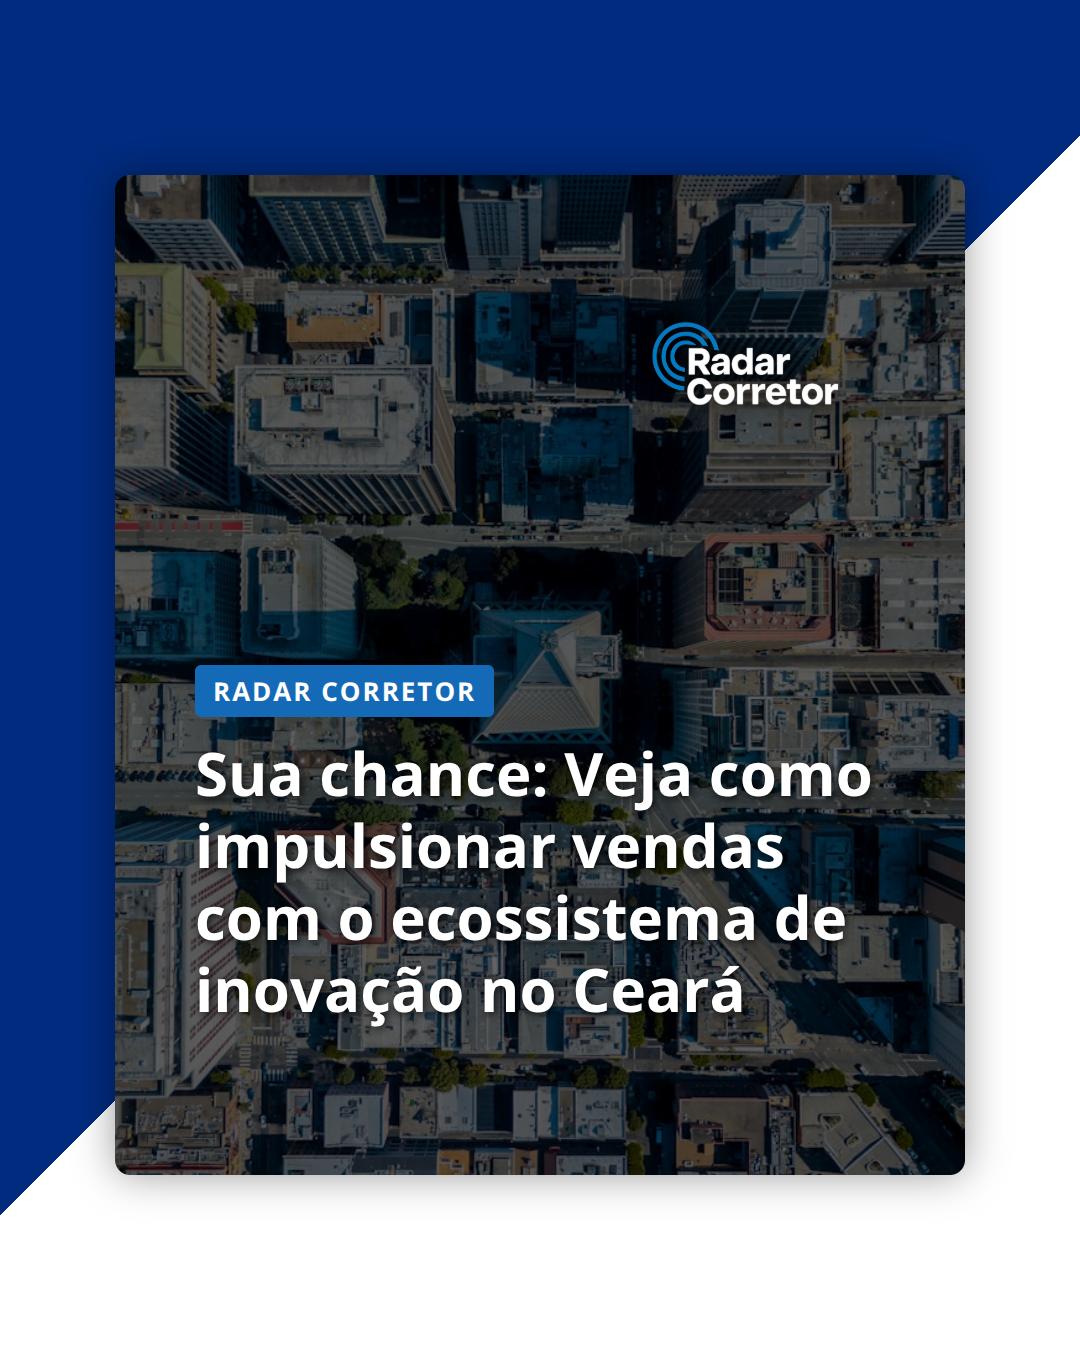 Radar
Corretor
RADAR CORRETOR
Sua chance: Veja como
impulsionar vendas
com o ecossistema de
inovação no Ceará